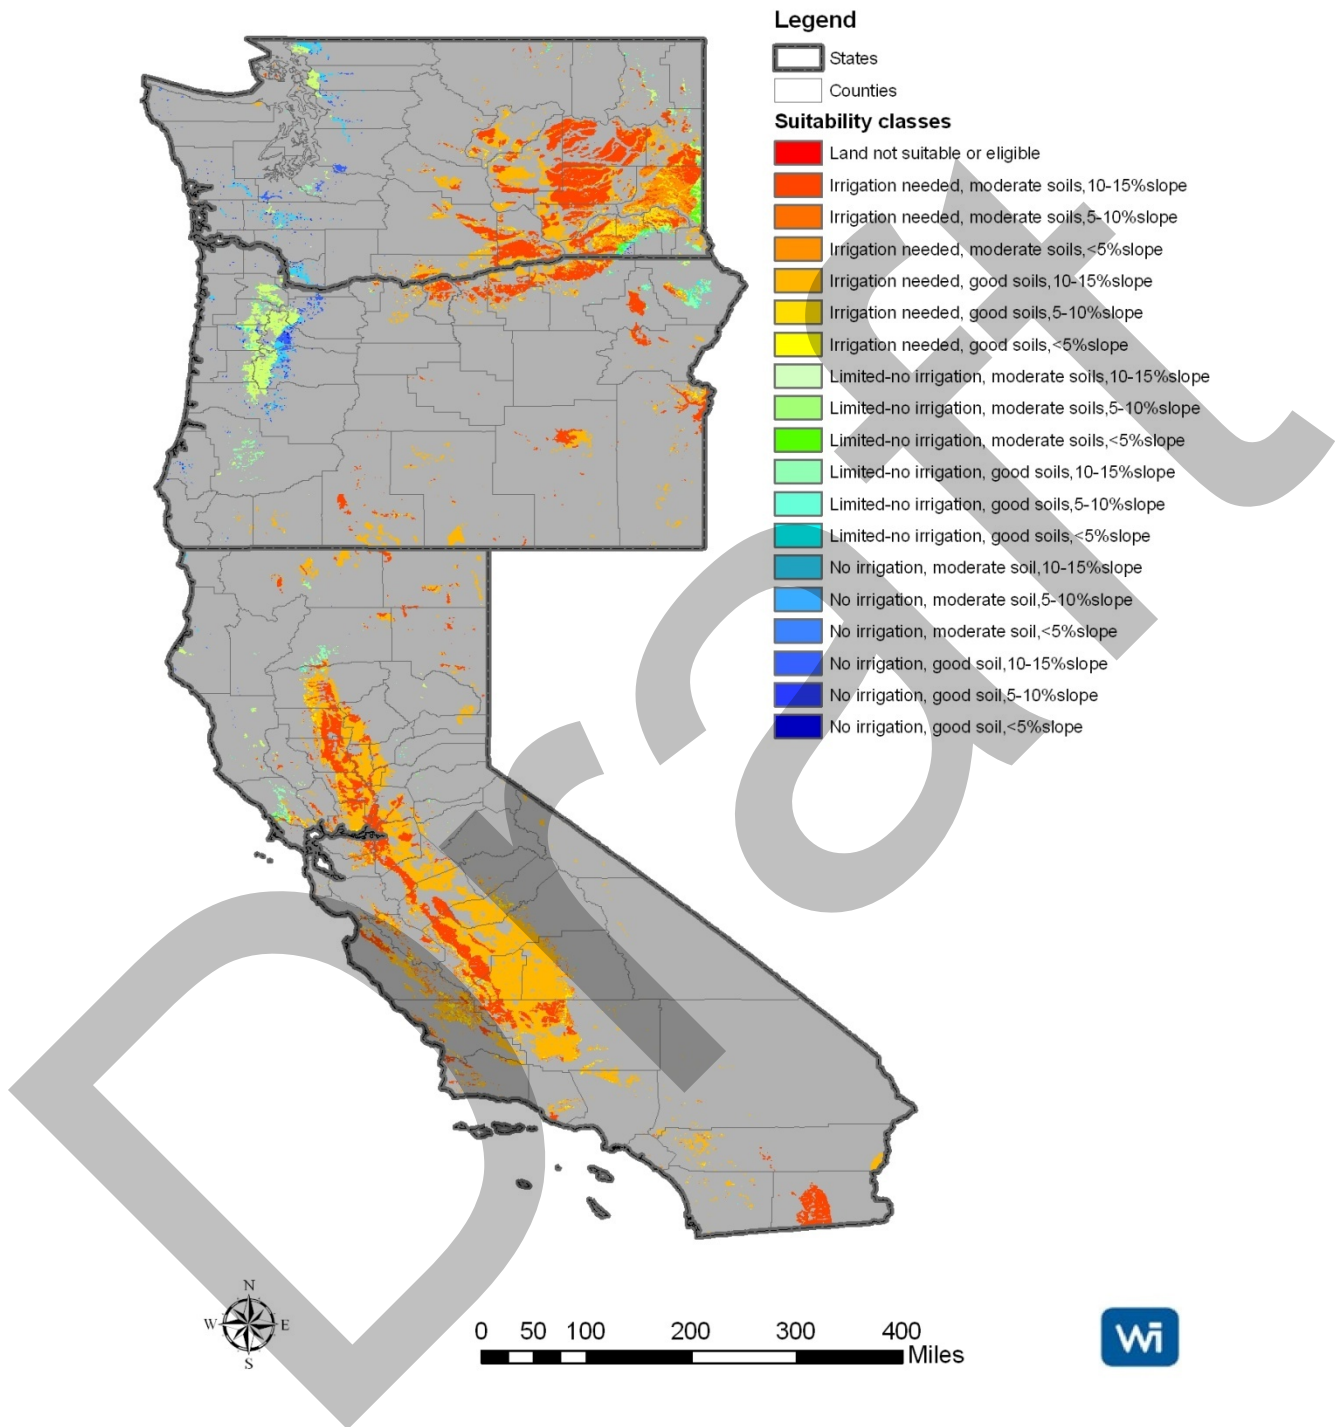 Legend
States
Counties
Suitability classes
Land not suitable or eligible
Irrigation needed, moderate soils,10-15%slope
Irrigation needed, moderate soils,5-10%slope
Irrigation needed, moderate soils,<5%slope
Irrigation needed, good soils,10-15%slope
Irrigation needed, good soils,5-10%slope
Irrigation needed, good soils,<5%slope
Limited-no irrigation, moderate soils,10-15%slope
Limited-no irrigation, moderate soils,5-10%slope
Limited-no irrigation, moderate soils,<5%slope
Limited-no irrigation, good soils,10-15%slope
Limited-no irrigation, good soils,5-10%slope
Limited-no irrigation, good soils,<5%slope
No irrigation, moderate soil,10-15%slope
No irrigation, moderate soil,5-10%slope
No irrigation, moderate soil,<5%slope
No irrigation, good soil,10-15%slope
No irrigation, good soil,5-10%slope
No irrigation, good soil,<5%slope
Draft
N
W E
S
0 50 100 200 300 400
Miles
Wi